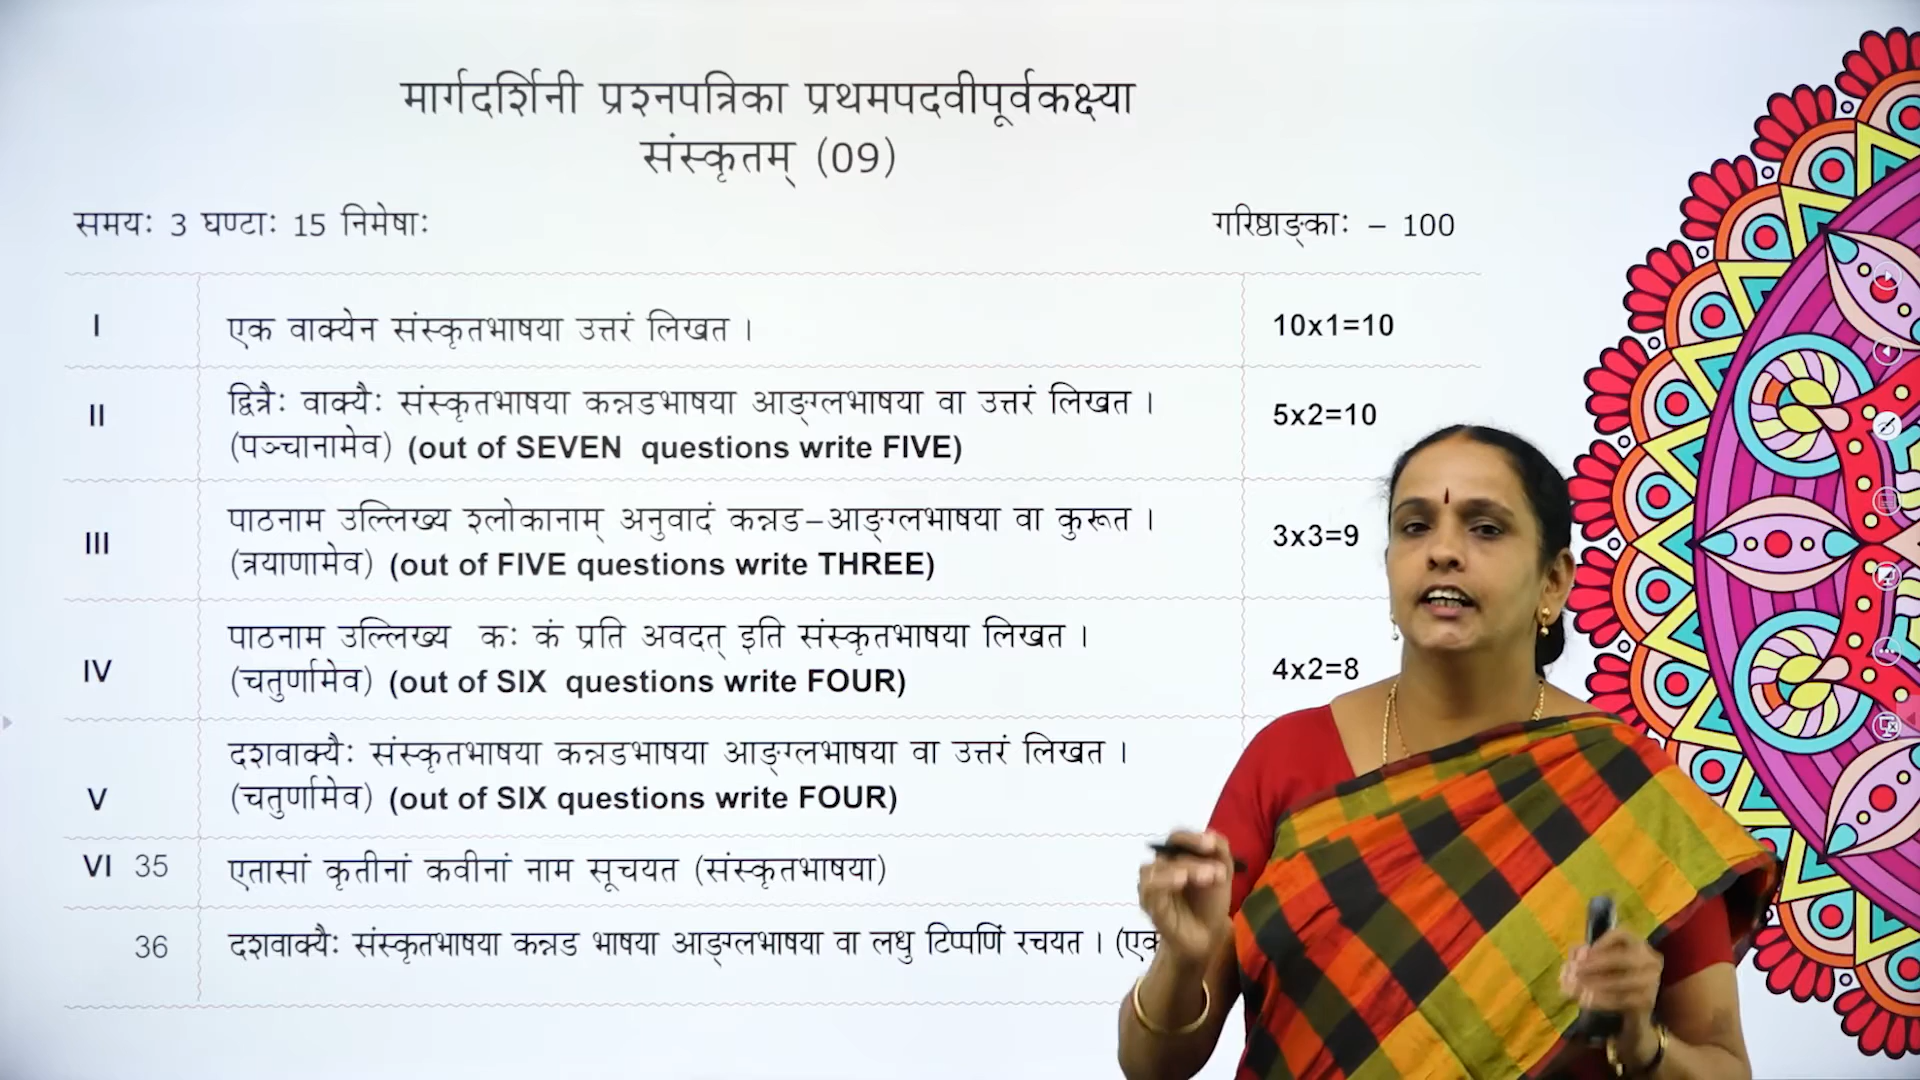 मार्गदर्शिनी प्रश्नपत्रिका प्रथमपदवीपूर्वकक्ष्या
संस्कृतम् (09)
समयः 3 घण्टाः 15 निमेषाः
गरिष्ठाङ्काः – 100
I एक वाक्येन संस्कृतभाषया उत्तरं लिखत । 10x1=10
II द्वित्रैः वाक्यैः संस्कृतभाषया कन्नडभाषया आङ्ग्लभाषया वा उत्तरं लिखत । 5x2=10
(पञ्चानामेव) (out of SEVEN questions write FIVE)
III पाठनाम उल्लिख्य श्लोकानाम् अनुवादं कन्नड–आङ्ग्लभाषया वा कुरूत । 3x3=9
(त्रयाणामेव) (out of FIVE questions write THREE)
IV पाठनाम उल्लिख्य कः कं प्रति अवदत् इति संस्कृतभाषया लिखत । 4x2=8
(चतुर्णामेव) (out of SIX questions write FOUR)
V दशवाक्यैः संस्कृतभाषया कन्नडभाषया आङ्ग्लभाषया वा उत्तरं लिखत ।
(चतुर्णामेव) (out of SIX questions write FOUR)
VI 35 एतासां कृतीनां कवीनां नाम सूचयत (संस्कृतभाषया)
36 दशवाक्यैः संस्कृतभाषया कन्नड भाषया आङ्ग्लभाषया वा लधु टिप्पणिं रचयत । (एक